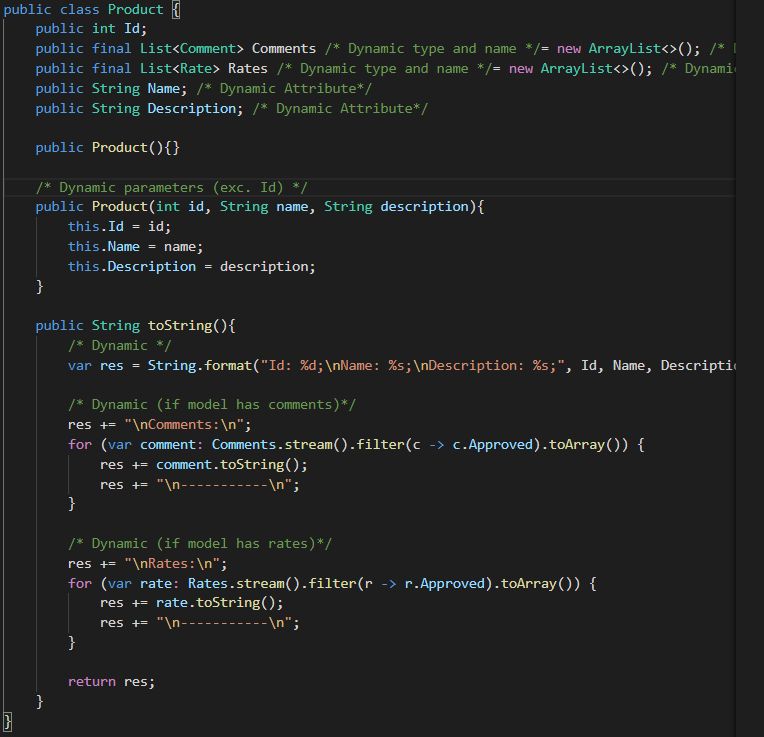 public class Product {
    public int Id;
    public final List<Comment> Comments /* Dynamic type and name */= new ArrayList<>(); /*
    public final List<Rate> Rates /* Dynamic type and name */= new ArrayList<>(); /* Dynami
    public String Name; /* Dynamic Attribute*/
    public String Description; /* Dynamic Attribute*/
    public Product(){}
    /* Dynamic parameters (exc. Id) */
    public Product(int id, String name, String description){
        this.Id = id;
        this.Name = name;
        this.Description = description;
    }
    public String toString(){
        /* Dynamic */
        var res = String.format("Id: %d;\nName: %s;\nDescription: %s;", Id, Name, Descriptio
        /* Dynamic (if model has comments)*/
        res += "\nComments:\n";
        for (var comment: Comments.stream().filter(c -> c.Approved).toArray()) {
            res += comment.toString();
            res += "\n-----------\n";
        }
        /* Dynamic (if model has rates)*/
        res += "\nRates:\n";
        for (var rate: Rates.stream().filter(r -> r.Approved).toArray()) {
            res += rate.toString();
            res += "\n-----------\n";
        }
        return res;
    }
}